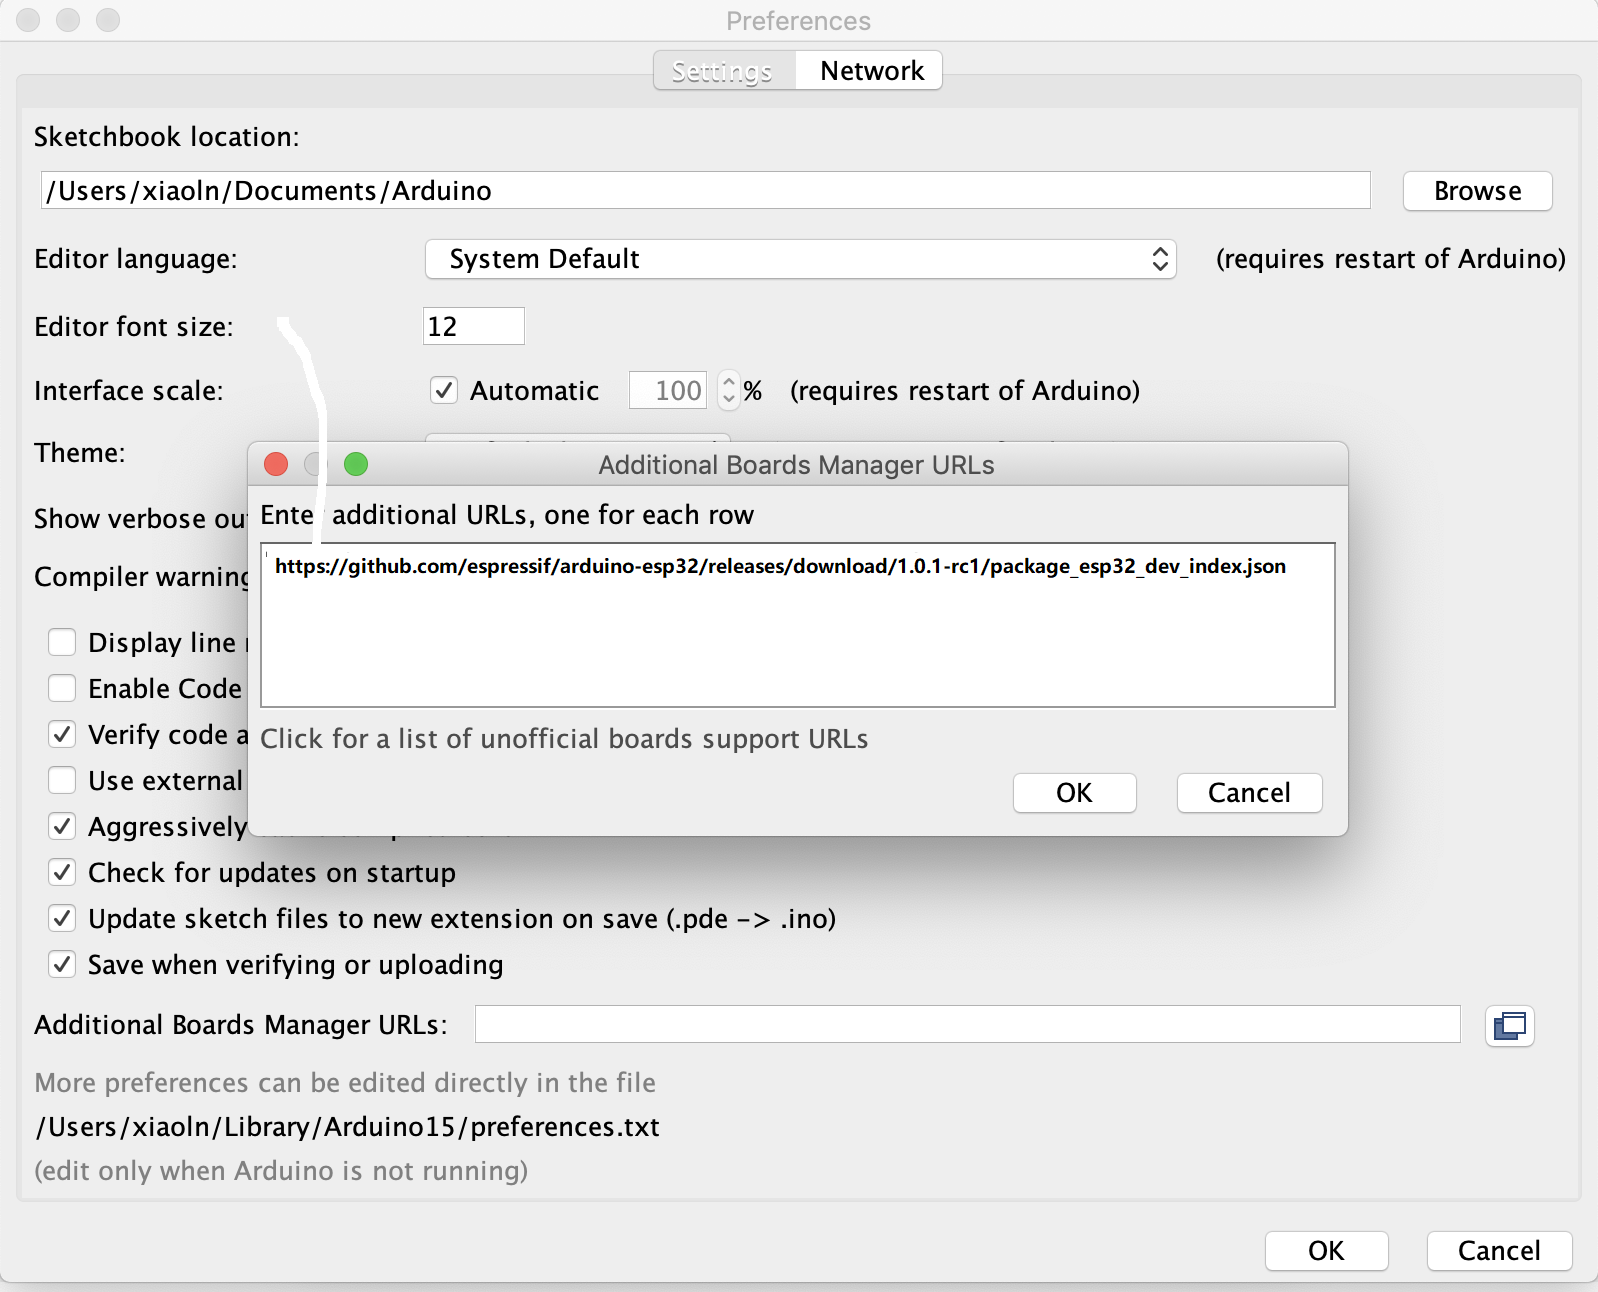 Preferences
Settings Network
Sketchbook location:
/Users/xiaoln/Documents/Arduino Browse
Editor language: System Default (requires restart of Arduino)
Editor font size: 12
Interface scale: Automatic 100 % (requires restart of Arduino)
Theme:
Additional Boards Manager URLs
Show verbose
Enter additional URLs, one for each row
https://github.com/espressif/arduino-esp32/releases/download/1.0.1-rc1/package_esp32_dev_index.json
Compiler warning
Display line
Enable Code
Verify code
Click for a list of unofficial boards support URLs
Use external
OK Cancel
Aggressively
Check for updates on startup
Update sketch files to new extension on save (.pde -> .ino)
Save when verifying or uploading
Additional Boards Manager URLs:
More preferences can be edited directly in the file
/Users/xiaoln/Library/Arduino15/preferences.txt
(edit only when Arduino is not running)
OK Cancel